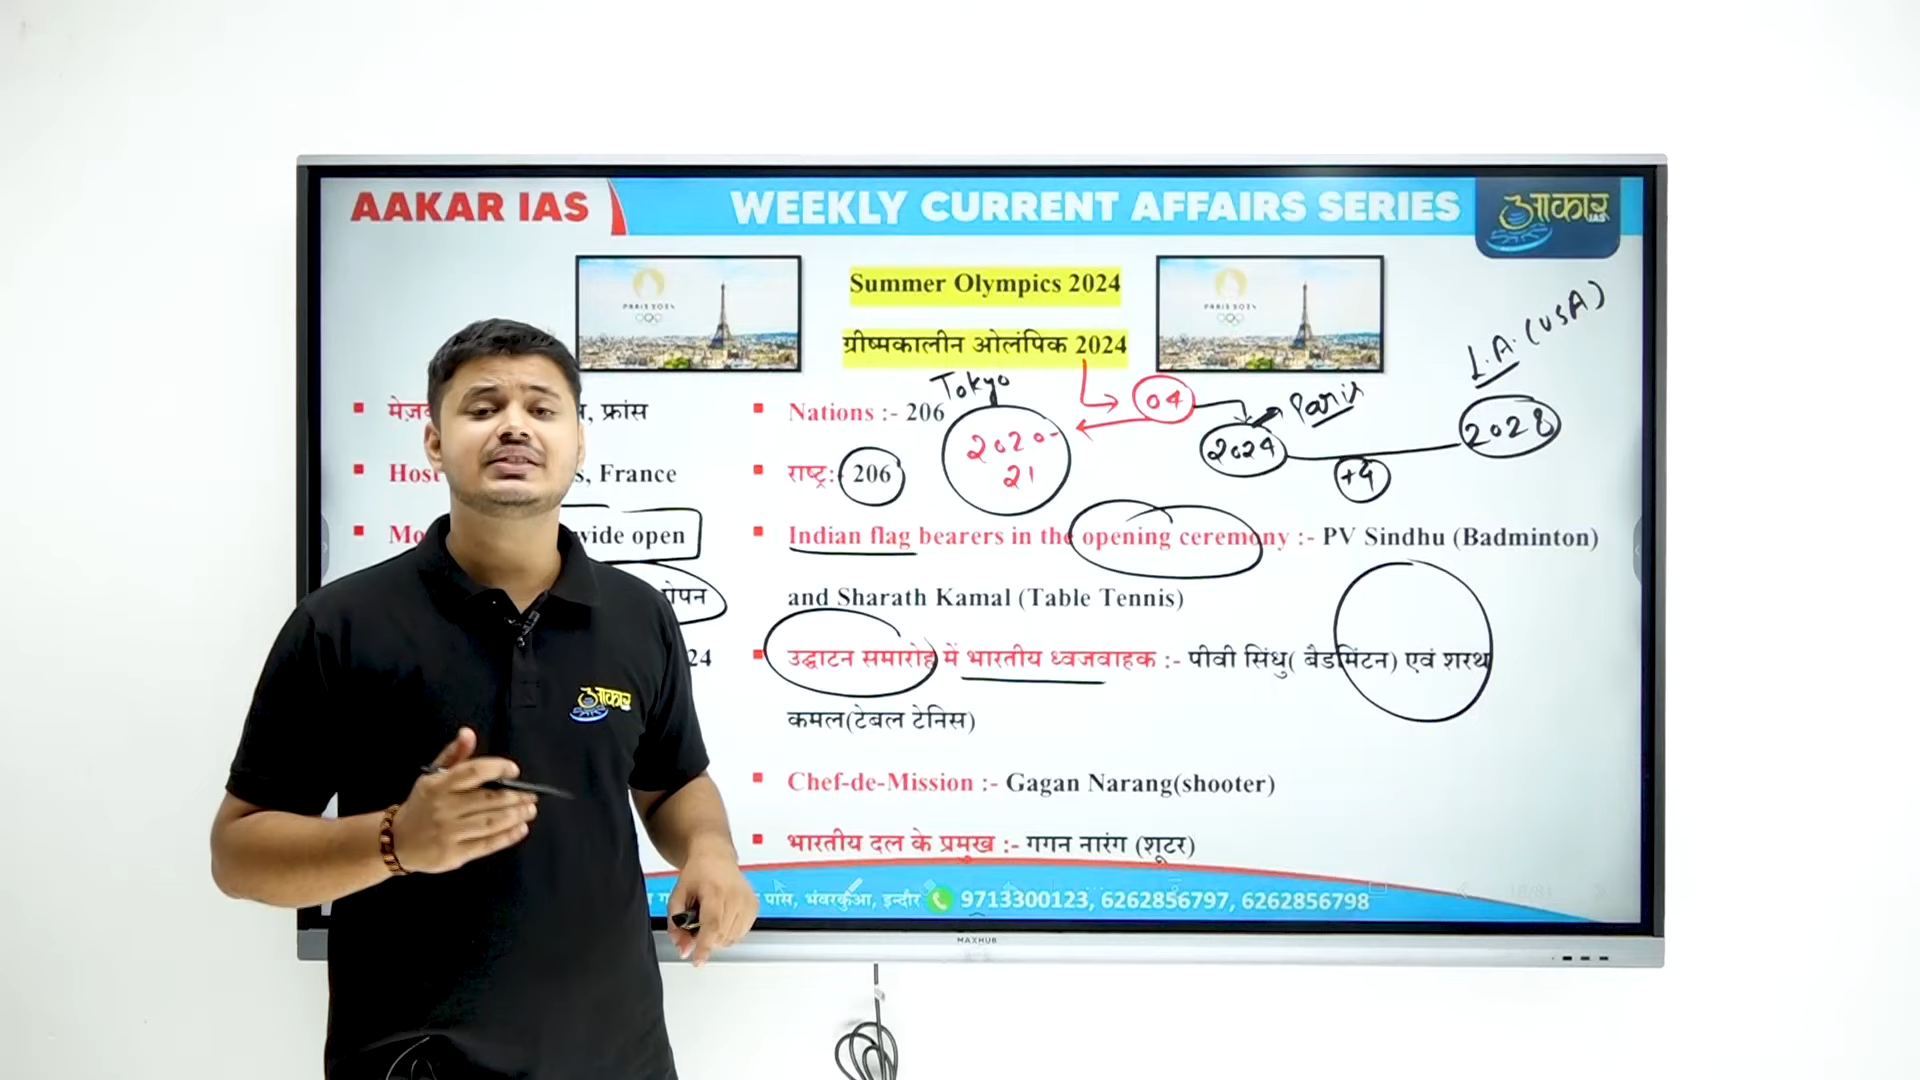 AAKAR IAS
WEEKLY CURRENT AFFAIRS SERIES
आकार
IAS
PARIS 2024
Summer Olympics 2024
PARIS 2024
ग्रीष्मकालीन ओलंपिक 2024
L.A. (USA)
Tokyo
04
Paris
2020-
21
2024
+4
2028
फ्रांस
Host
France
Mo
wide open
24
Nations :- 206
राष्ट्र:- 206
Indian flag bearers in the opening ceremony :- PV Sindhu (Badminton)
and Sharath Kamal (Table Tennis)
उद्घाटन समारोह में भारतीय ध्वजवाहक :- पीवी सिंधु( बैडमिंटन) एवं शरथ
कमल(टेबल टेनिस)
Chef-de-Mission :- Gagan Narang(shooter)
भारतीय दल के प्रमुख :- गगन नारंग (शूटर)
पास, भंवरकुंआ, इन्दौर 9713300123, 6262856797, 6262856798
MAXHUB
आकार